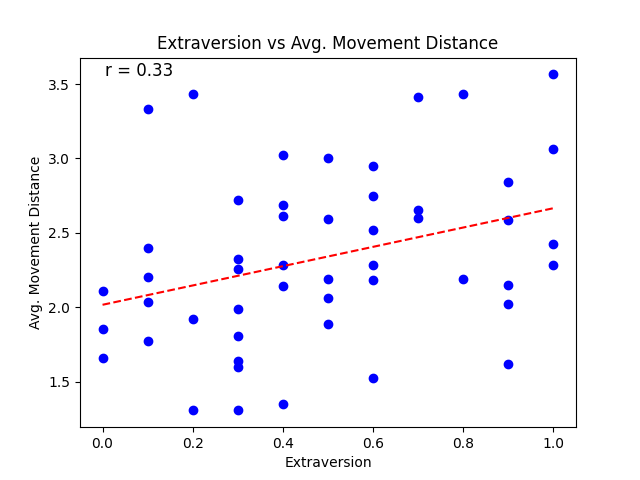 Extraversion vs Avg. Movement Distance
r = 0.33
3.5
3.0
2.5
2.0
1.5
Avg. Movement Distance
0.0 0.2 0.4 0.6 0.8 1.0
Extraversion